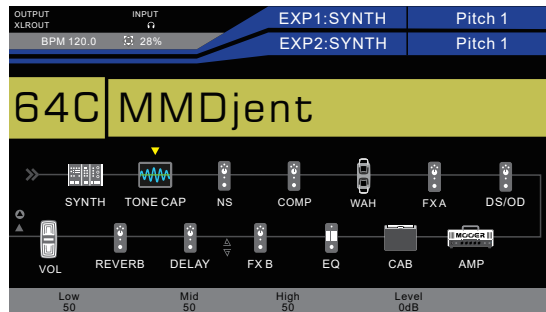 OUTPUT INPUT EXP1:SYNTH Pitch 1
XLROUT
BPM 120.0 28% EXP2:SYNTH Pitch 1
64C MMDjent
SYNTH TONE CAP NS COMP WAH FX A DS/OD
MOOER
VOL REVERB DELAY FX B EQ CAB AMP
Low Mid High Level
50 50 50 0dB